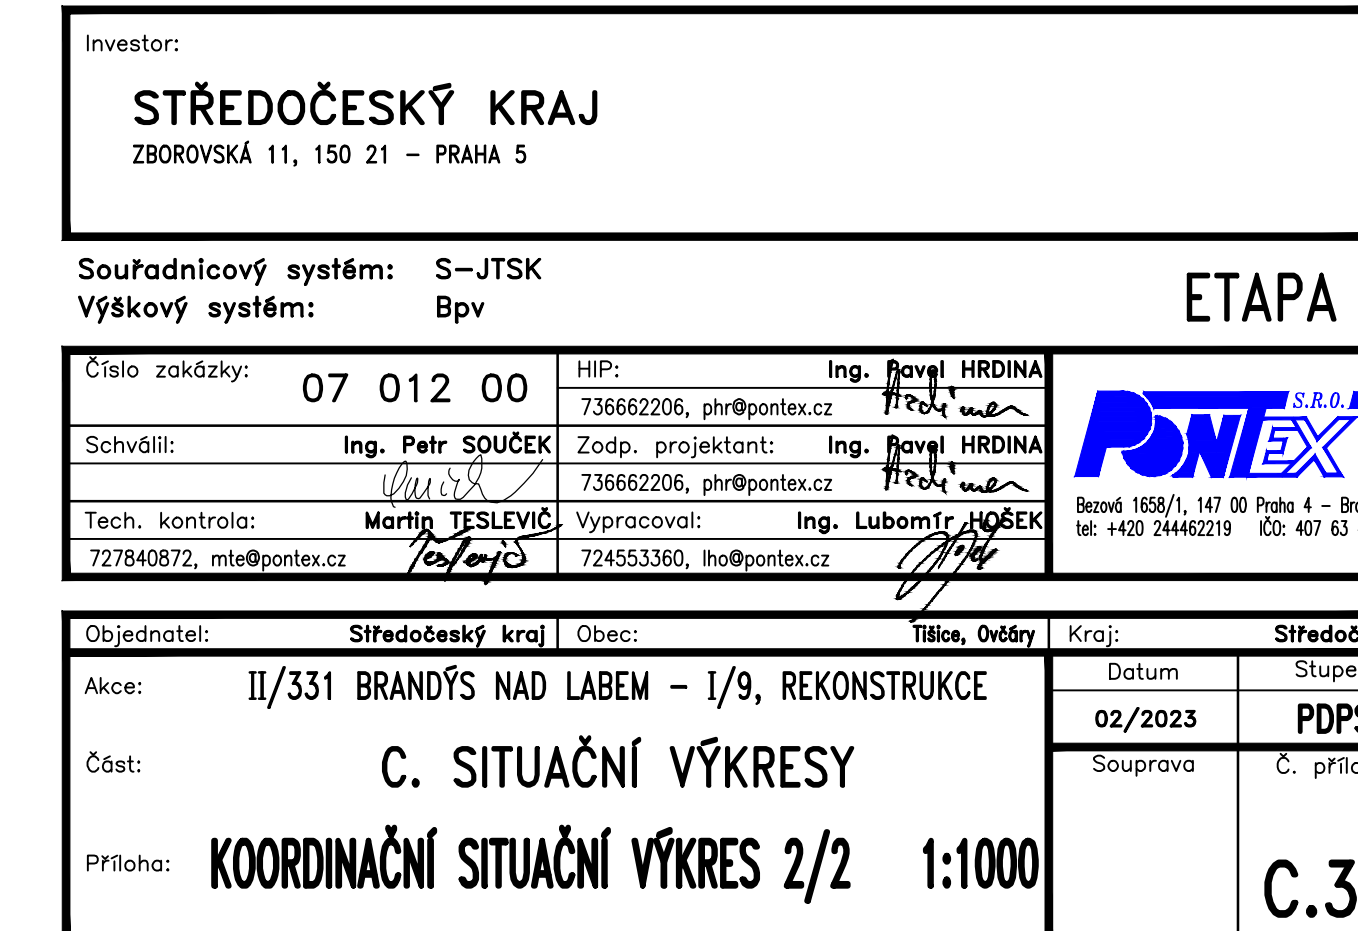 Investor:
STŘEDOČESKÝ KRAJ
ZBOROVSKÁ 11, 150 21 – PRAHA 5
Souřadnicový systém: S–JTSK
Výškový systém: Bpv
ETAPA
Číslo zakázky: 07 012 00
HIP: Ing. Pavel HRDINA
736662206, phr@pontex.cz
Schválil: Ing. Petr SOUČEK
Zodp. projektant: Ing. Pavel HRDINA
736662206, phr@pontex.cz
Tech. kontrola: Martin TESLEVIČ
Vypracoval: Ing. Lubomír HOŠEK
727840872, mte@pontex.cz
724553360, lho@pontex.cz
PONTEX S.R.O.
Bezová 1658/1, 147 00 Praha 4 – Bra
tel: +420 244462219 IČO: 407 63
Objednatel: Středočeský kraj
Obec: Tišice, Ovčáry
Kraj: Středoč
Akce: II/331 BRANDÝS NAD LABEM – I/9, REKONSTRUKCE
Datum
Stupe
02/2023
PDPS
Část: C. SITUAČNÍ VÝKRESY
Souprava
Č. přílo
Příloha: KOORDINAČNÍ SITUAČNÍ VÝKRES 2/2 1:1000
C.3